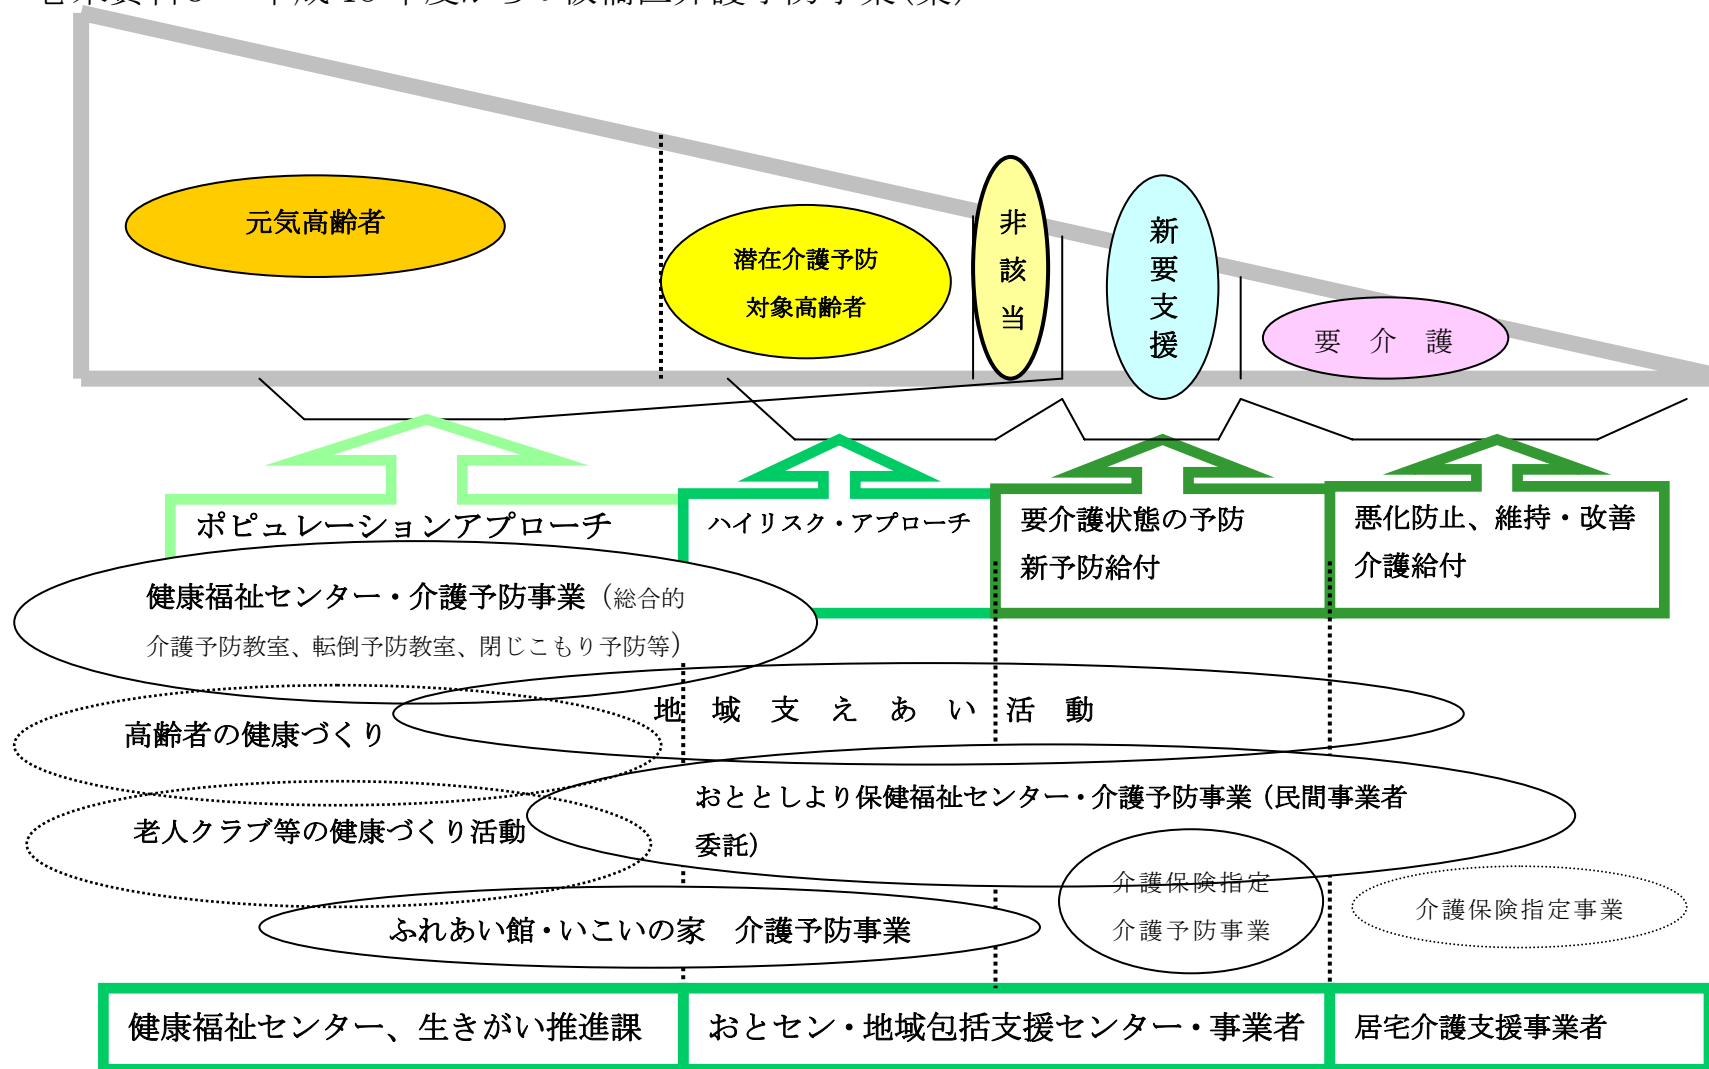 元気高齢者
潜在介護予防
対象高齢者
非該当
新要支援
要 介 護
ポピュレーションアプローチ
ハイリスク・アプローチ
要介護状態の予防
新予防給付
悪化防止、維持・改善
介護給付
健康福祉センター・介護予防事業（総合的
介護予防教室、転倒予防教室、閉じこもり予防等）
地 域 支 え あ い 活 動
高齢者の健康づくり
おととしより保健福祉センター・介護予防事業（民間事業者
委託）
老人クラブ等の健康づくり活動
介護保険指定
介護予防事業
介護保険指定事業
ふれあい館・いこいの家　介護予防事業
健康福祉センター、生きがい推進課
おとセン・地域包括支援センター・事業者
居宅介護支援事業者